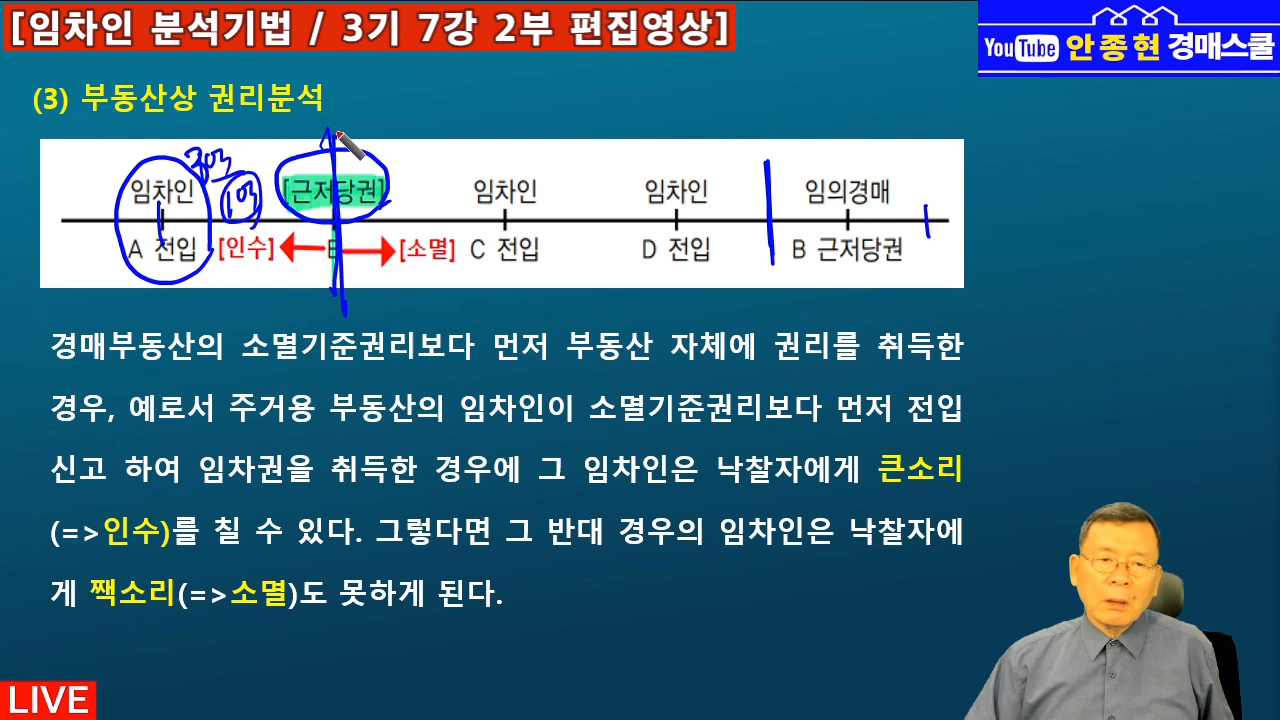 [임차인 분석기법 / 3기 7강 2부 편집영상]
YouTube 안종현 경매스쿨
(3) 부동산상 권리분석
3억
1억
임차인 [근저당권] 임차인 임차인 임의경매
A 전입 [인수] [소멸] C 전입 D 전입 B 근저당권
경매부동산의 소멸기준권리보다 먼저 부동산 자체에 권리를 취득한
경우, 예로서 주거용 부동산의 임차인이 소멸기준권리보다 먼저 전입
신고 하여 임차권을 취득한 경우에 그 임차인은 낙찰자에게 큰소리
(=>인수)를 칠 수 있다. 그렇다면 그 반대 경우의 임차인은 낙찰자에
게 짹소리(=>소멸)도 못하게 된다.
LIVE